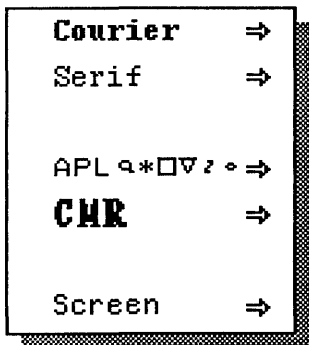 Courier ⇒
Serif ⇒
APL ⍺*□∇⍴∘⇒
CMR ⇒
Screen ⇒